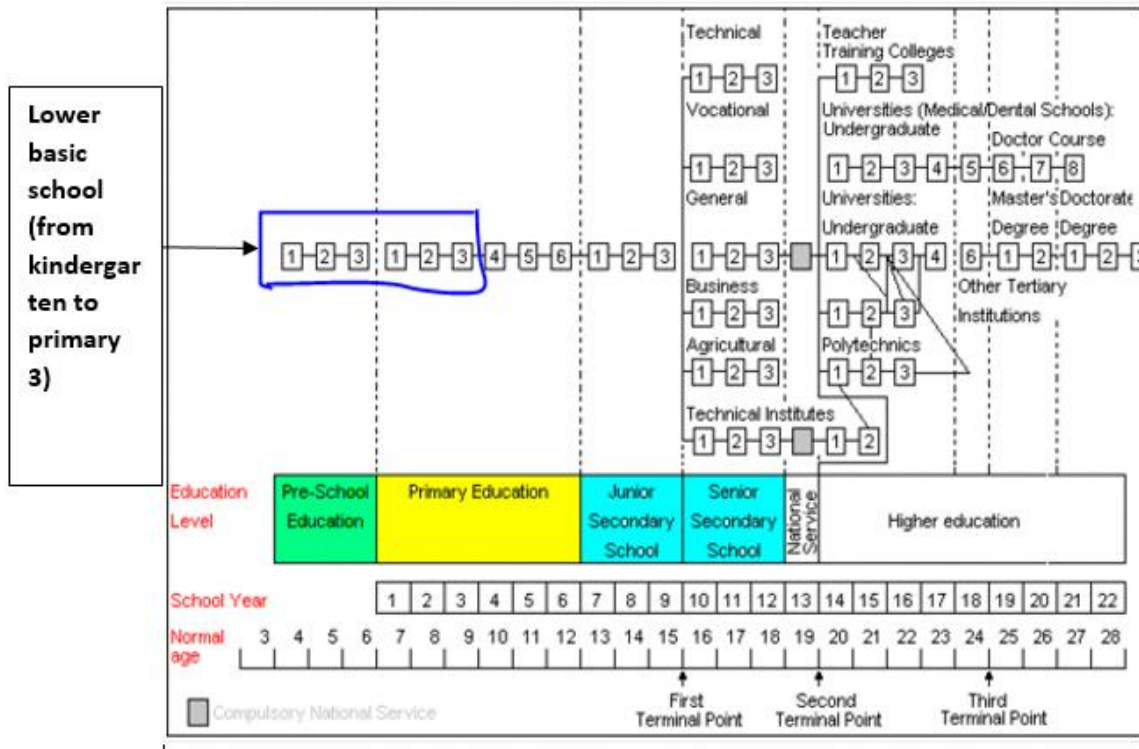 Lower
basic
school
(from
kindergar
ten to
primary
3)
Technical
1 2 3
Teacher
Training Colleges
1 2 3
Vocational
1 2 3
Universities (Medical/Dental Schools):
Undergraduate
Doctor Course
1 2 3 4 5 6 7 8
General
Universities:
Undergraduate
Master's Doctorate
Degree Degree
1 2 3 1 2 3 4 5 6 1 2 3 1 2 3 1 2 3 4 6 1 2 1 2 3
Business
1 2 3
1 2 3
Other Tertiary
Institutions
Agricultural
1 2 3
Polytechnics
1 2 3
Technical Institutes
1 2 3 1 2
Education
Level
Pre-School
Education
Primary Education
Junior
Secondary
School
Senior
Secondary
School
National
Service
Higher education
School Year
1 2 3 4 5 6 7 8 9 10 11 12 13 14 15 16 17 18 19 20 21 22
Normal
age
3 4 5 6 7 8 9 10 11 12 13 14 15 16 17 18 19 20 21 22 23 24 25 26 27 28
Compulsory National Service
First
Terminal Point
Second
Terminal Point
Third
Terminal Point